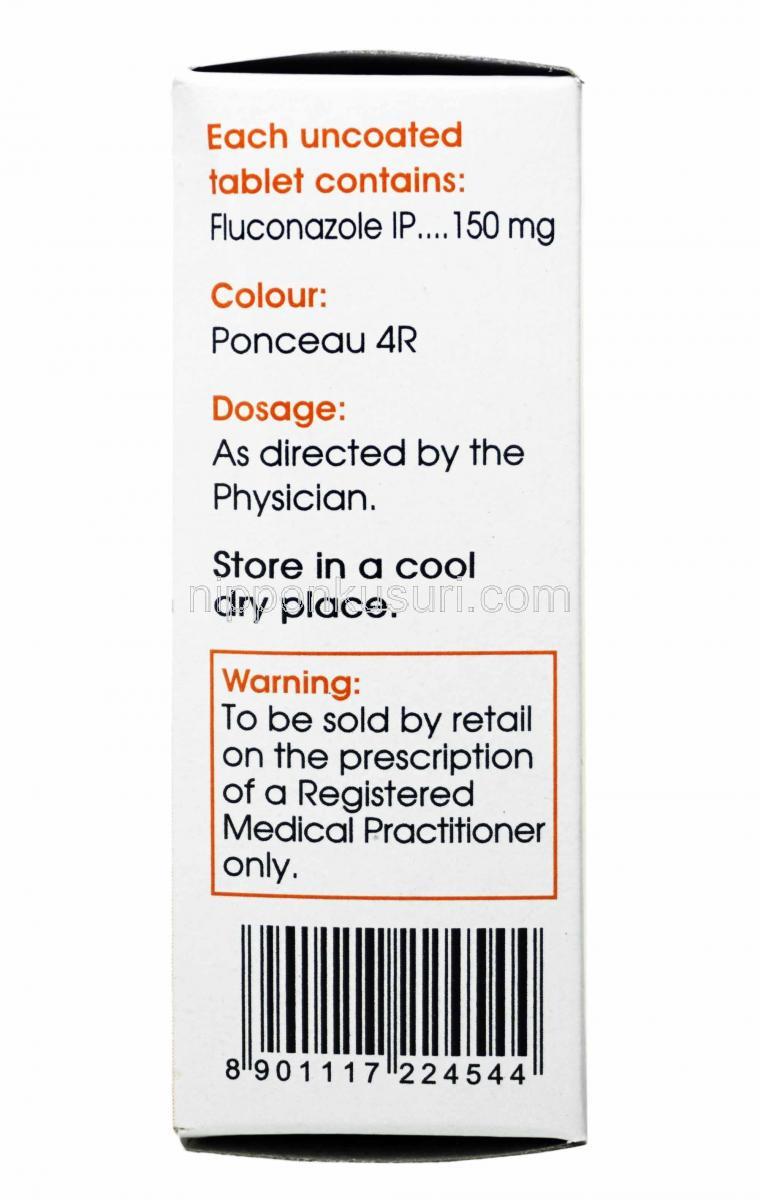 Each uncoated
tablet contains:
Fluconazole IP....150 mg
Colour:
Ponceau 4R
Dosage:
As directed by the
Physician.
Store in a cool
nipponkusuri.com
dry place.
Warning:
To be sold by retail
on the prescription
of a Registered
Medical Practitioner
only.
8 901117 224544